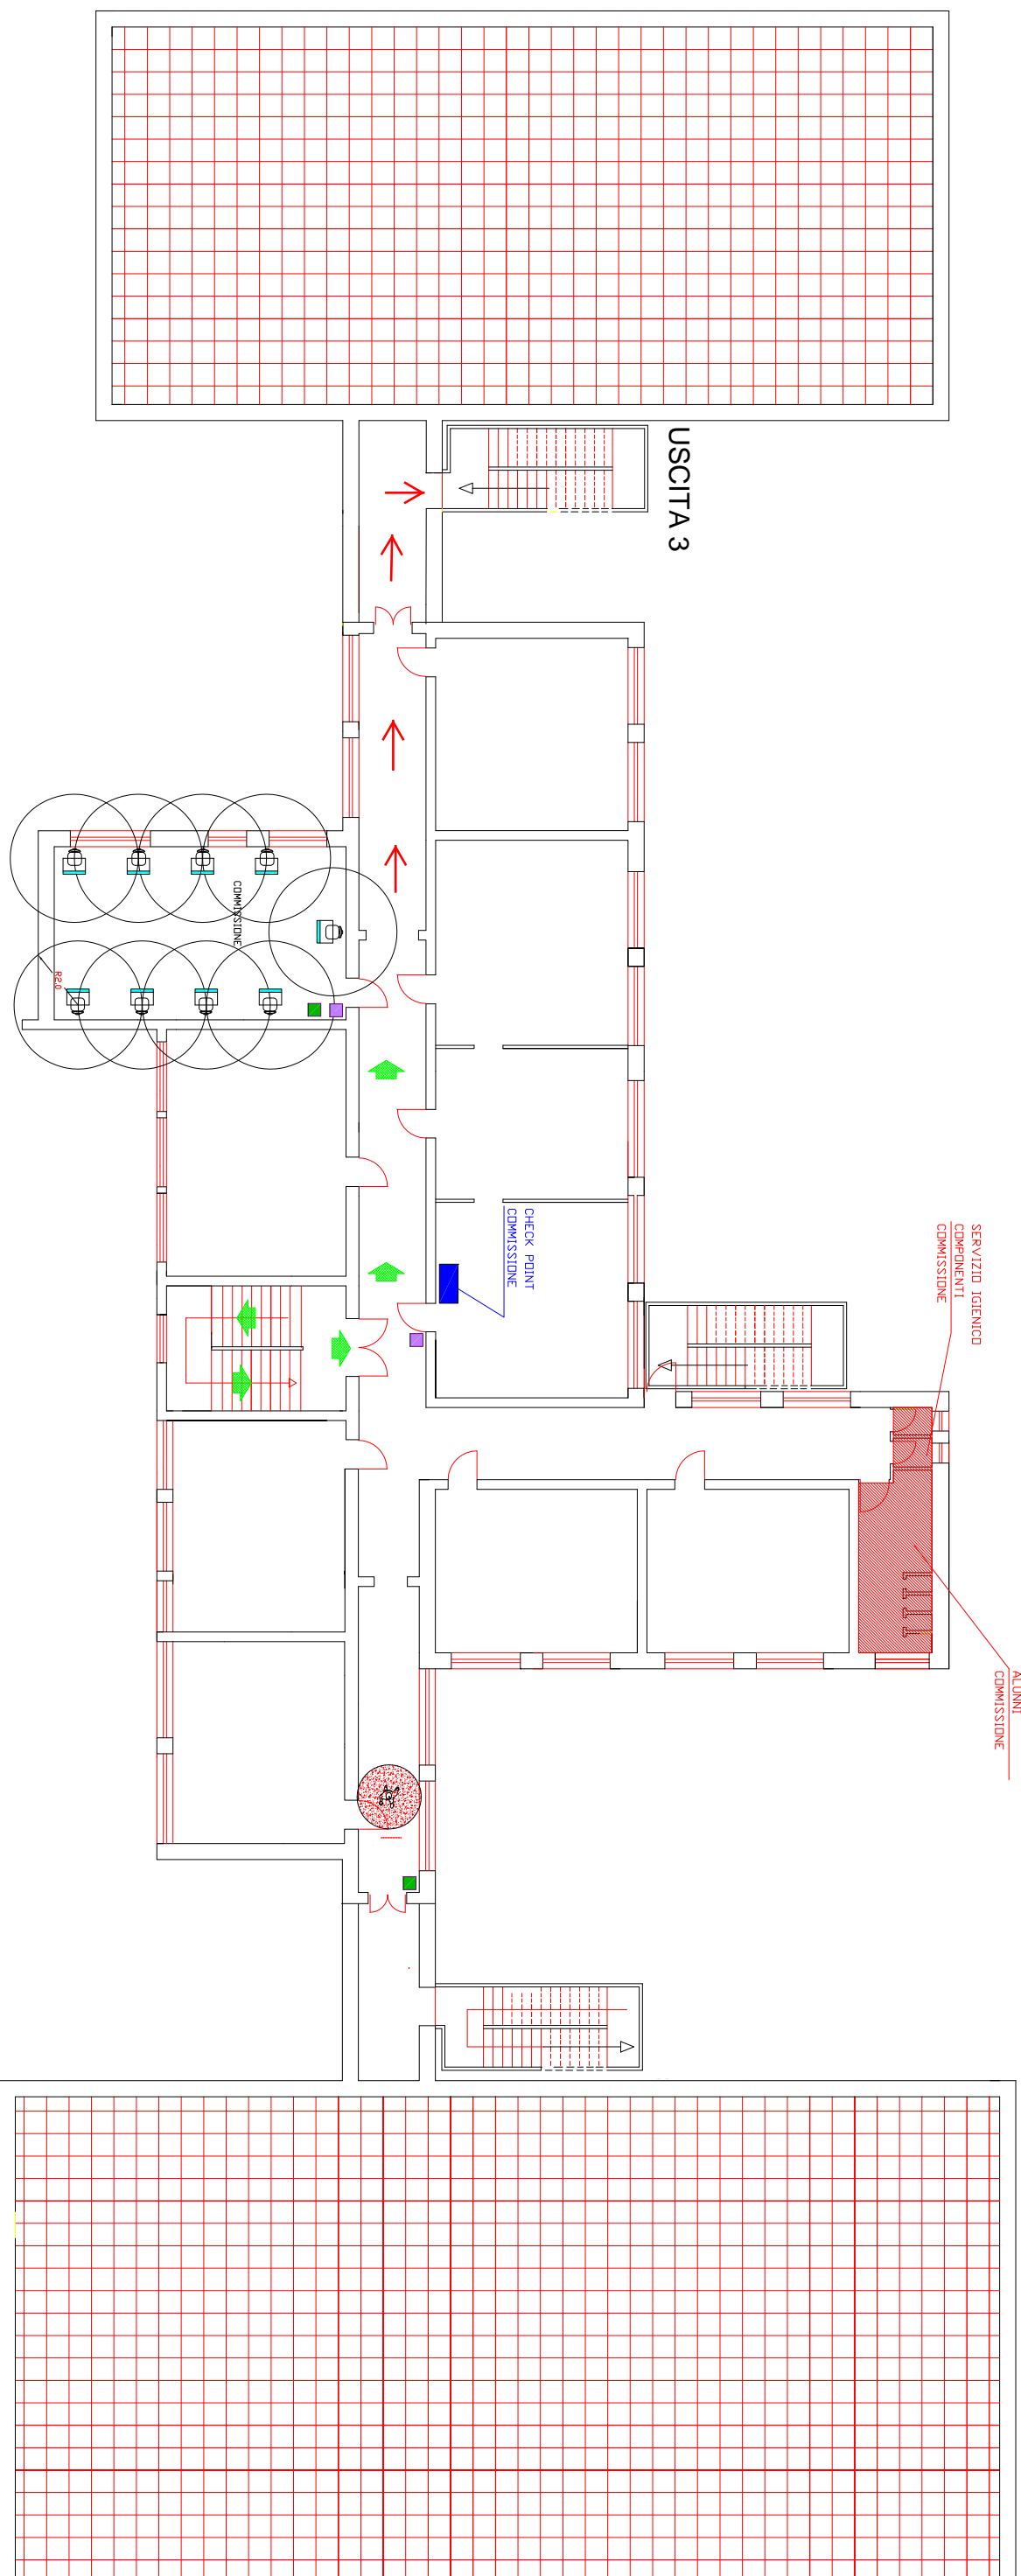 USCITA 3
COMMISSIONE
R2.0
CHECK POINT
COMMISSIONE
SERVIZIO IGIENICO
COMPONENTI
COMMISSIONE
ALUNNI
COMMISSIONE